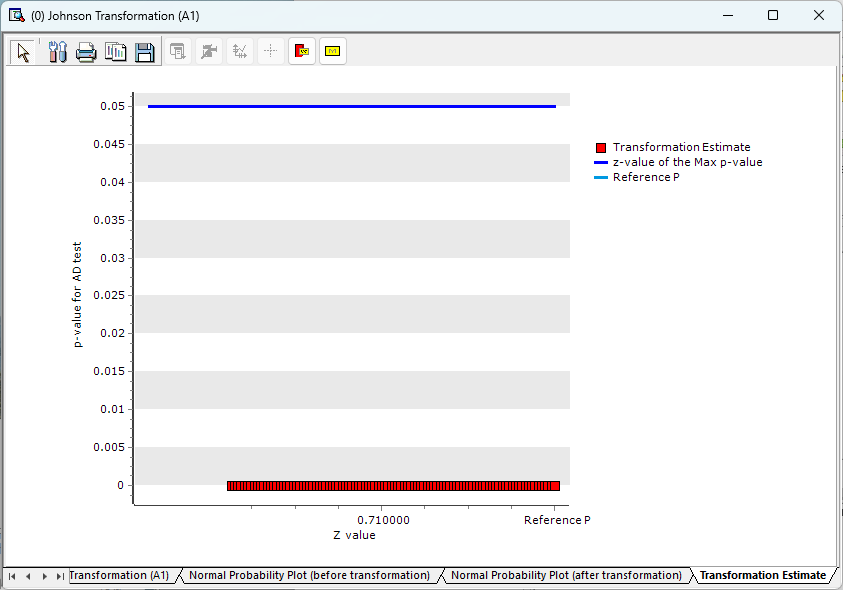 (0) Johnson Transformation (A1)
0.05
0.045
0.04
0.035
0.03
0.025
0.02
0.015
0.01
0.005
0
p-value for AD test
0.710000
Reference P
Z value
Transformation Estimate
z-value of the Max p-value
Reference P
Transformation (A1)
Normal Probability Plot (before transformation)
Normal Probability Plot (after transformation)
Transformation Estimate